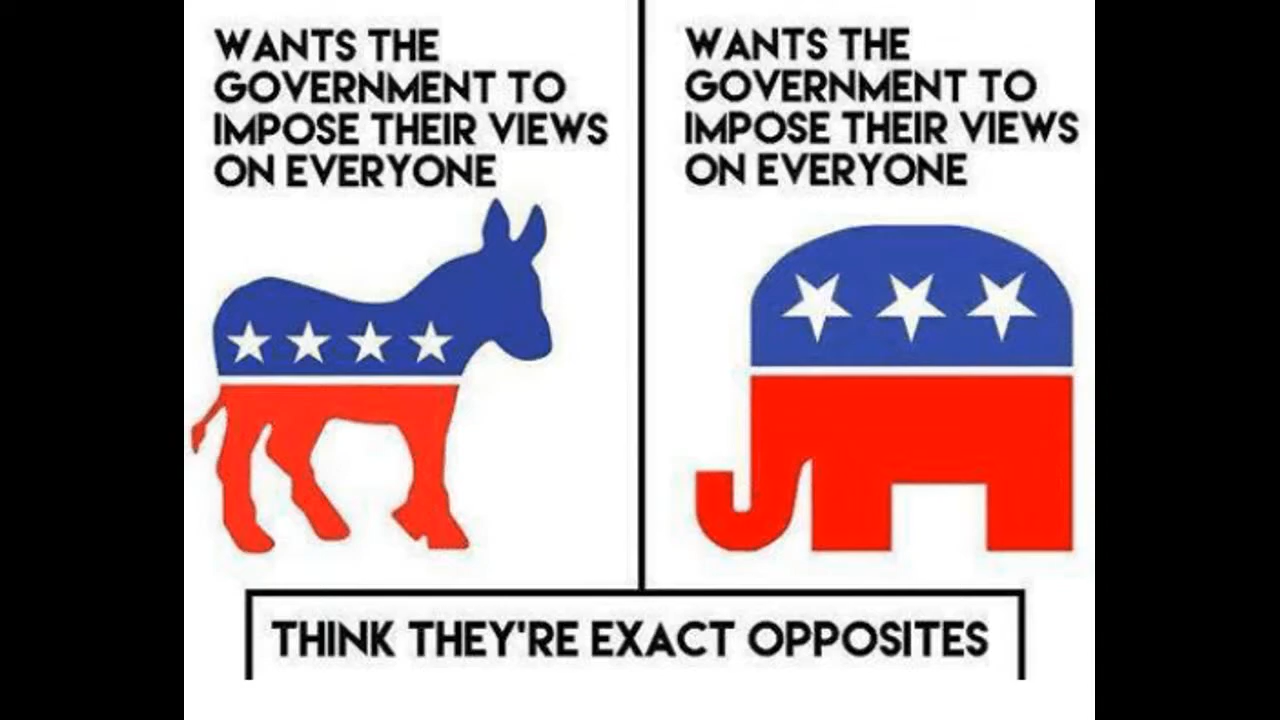 WANTS THE
GOVERNMENT TO
IMPOSE THEIR VIEWS
ON EVERYONE
WANTS THE
GOVERNMENT TO
IMPOSE THEIR VIEWS
ON EVERYONE
THINK THEY'RE EXACT OPPOSITES